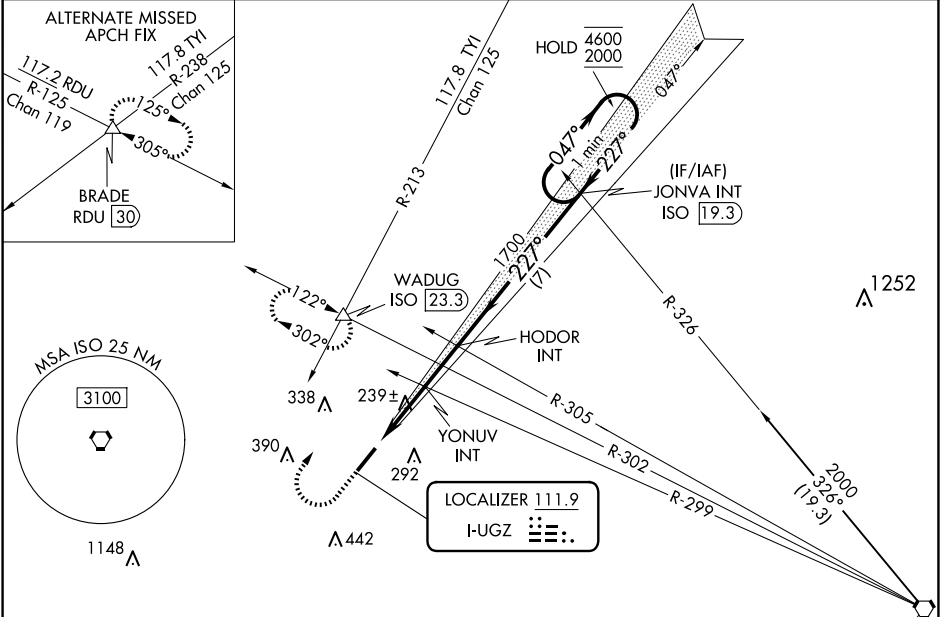 ALTERNATE MISSED
APCH FIX
117.2 RDU
R-125
Chan 119
117.8 TYI
R-238
Chan 125
125°
305°
BRADE
RDU 30
117.8 TYI
Chan 125
R-213
HOLD 4600
2000
047°
047°
1 min
227°
(IF/IAF)
JONVA INT
ISO 19.3
1700
227°
(7)
WADUG
ISO 23.3
122°
302°
HODOR
INT
R-326
1252
MSA ISO 25 NM
3100
338
239±
390
292
YONUV
INT
R-305
R-302
R-299
LOCALIZER 111.9
I-UGZ
442
1148
2000
326°
(19.3)